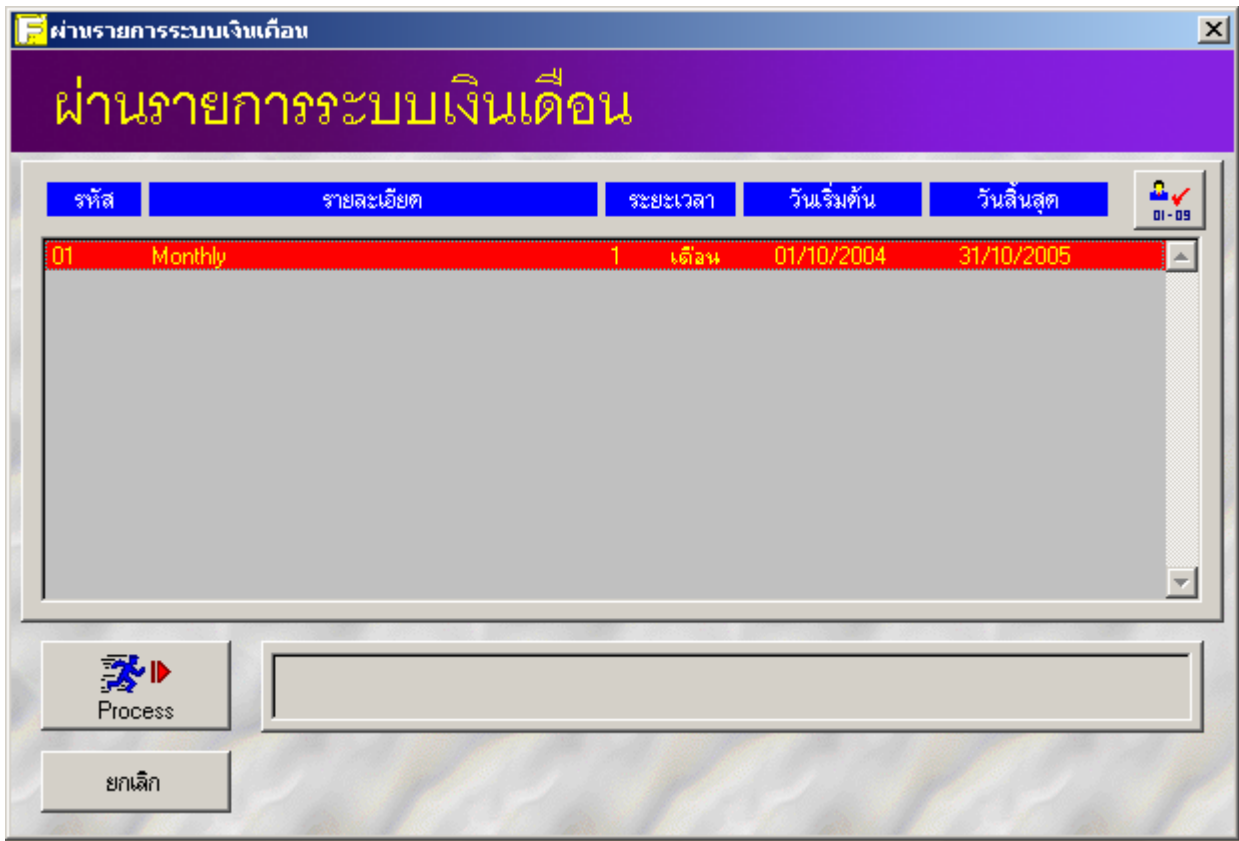 ผ่านรายการระบบเงินเดือน
ผ่านรายการระบบเงินเดือน
รหัส รายละเอียด ระยะเวลา วันเริ่มต้น วันสิ้นสุด 01-09
01 Monthly 1 เดือน 01/10/2004 31/10/2005
Process
ยกเลิก